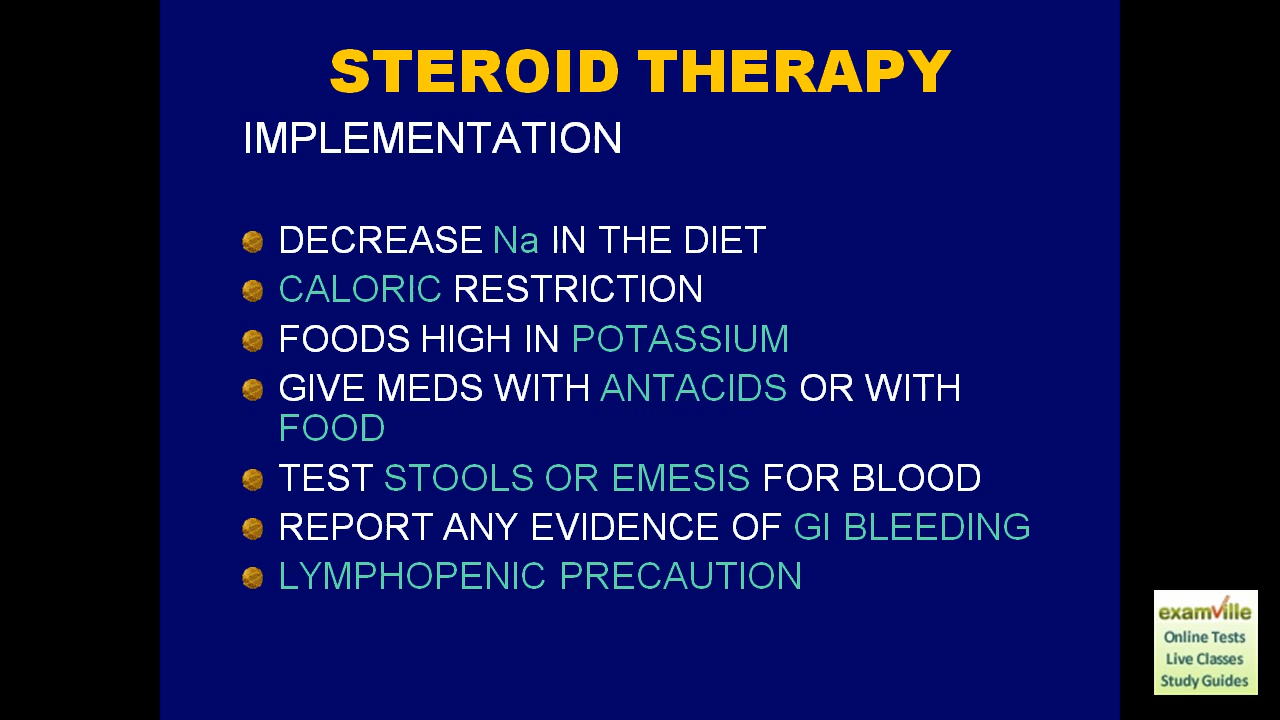 STEROID THERAPY
IMPLEMENTATION
DECREASE Na IN THE DIET
CALORIC RESTRICTION
FOODS HIGH IN POTASSIUM
GIVE MEDS WITH ANTACIDS OR WITH
FOOD
TEST STOOLS OR EMESIS FOR BLOOD
REPORT ANY EVIDENCE OF GI BLEEDING
LYMPHOPENIC PRECAUTION
examville
Online Tests
Live Classes
Study Guides